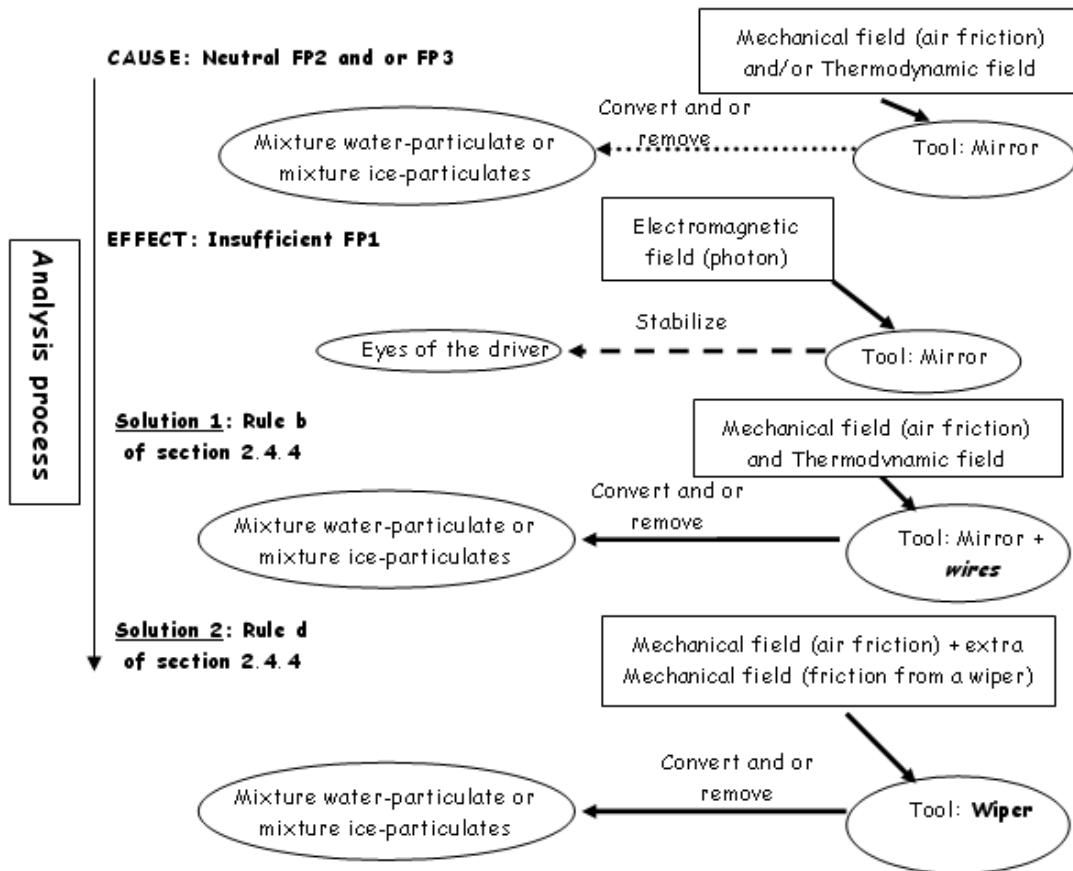 Mechanical field (air friction)
and/or Thermodynamic field
CAUSE: Neutral FP2 and or FP3
Convert and or
remove
Mixture water-particulate or
mixture ice-particulates
Tool: Mirror
EFFECT: Insufficient FP1
Electromagnetic
field (photon)
Analysis process
Stabilize
Eyes of the driver
Tool: Mirror
Solution 1: Rule b
of section 2.4.4
Mechanical field (air friction)
and Thermodynamic field
Convert and or
remove
Mixture water-particulate or
mixture ice-particulates
Tool: Mirror +
wires
Solution 2: Rule d
of section 2.4.4
Mechanical field (air friction) + extra
Mechanical field (friction from a wiper)
Convert and or
remove
Mixture water-particulate or
mixture ice-particulates
Tool: Wiper